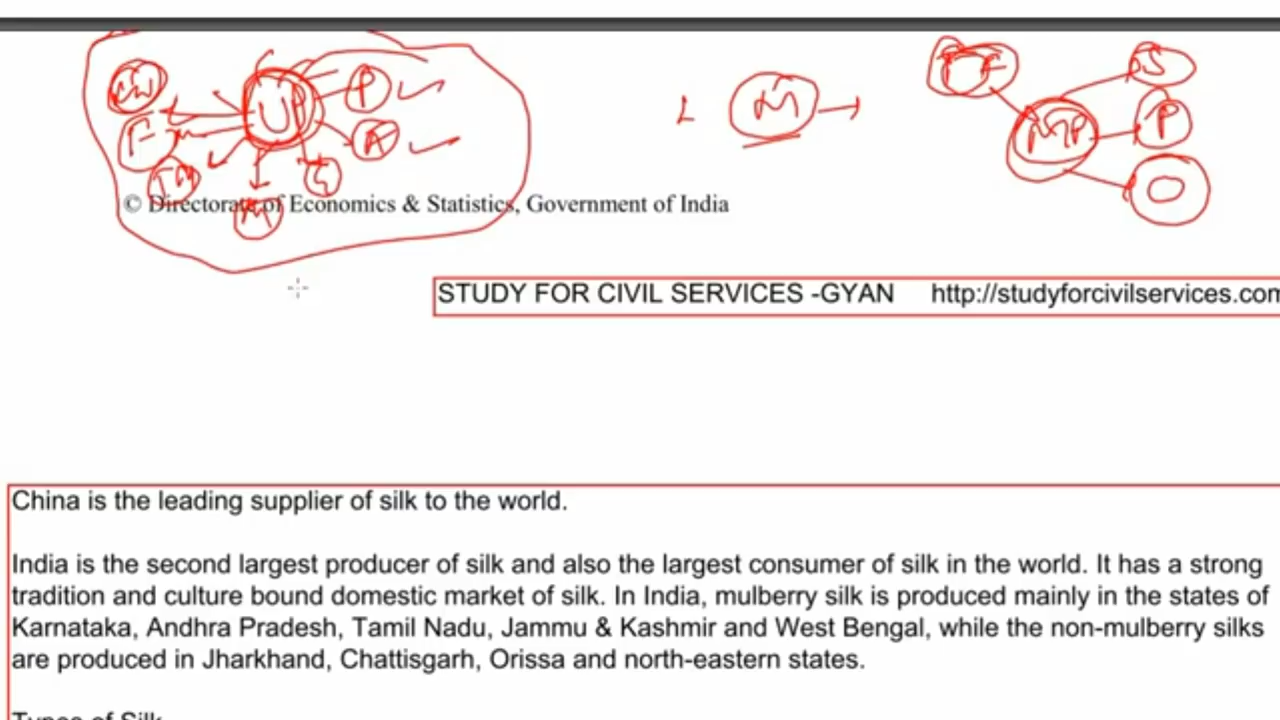 UP
P
A
F
M
L M
MP
S
P
O
© Directorate of Economics & Statistics, Government of India
STUDY FOR CIVIL SERVICES -GYAN http://studyforcivilservices.com
China is the leading supplier of silk to the world.
India is the second largest producer of silk and also the largest consumer of silk in the world. It has a strong
tradition and culture bound domestic market of silk. In India, mulberry silk is produced mainly in the states of
Karnataka, Andhra Pradesh, Tamil Nadu, Jammu & Kashmir and West Bengal, while the non-mulberry silks
are produced in Jharkhand, Chattisgarh, Orissa and north-eastern states.
Types of Silk